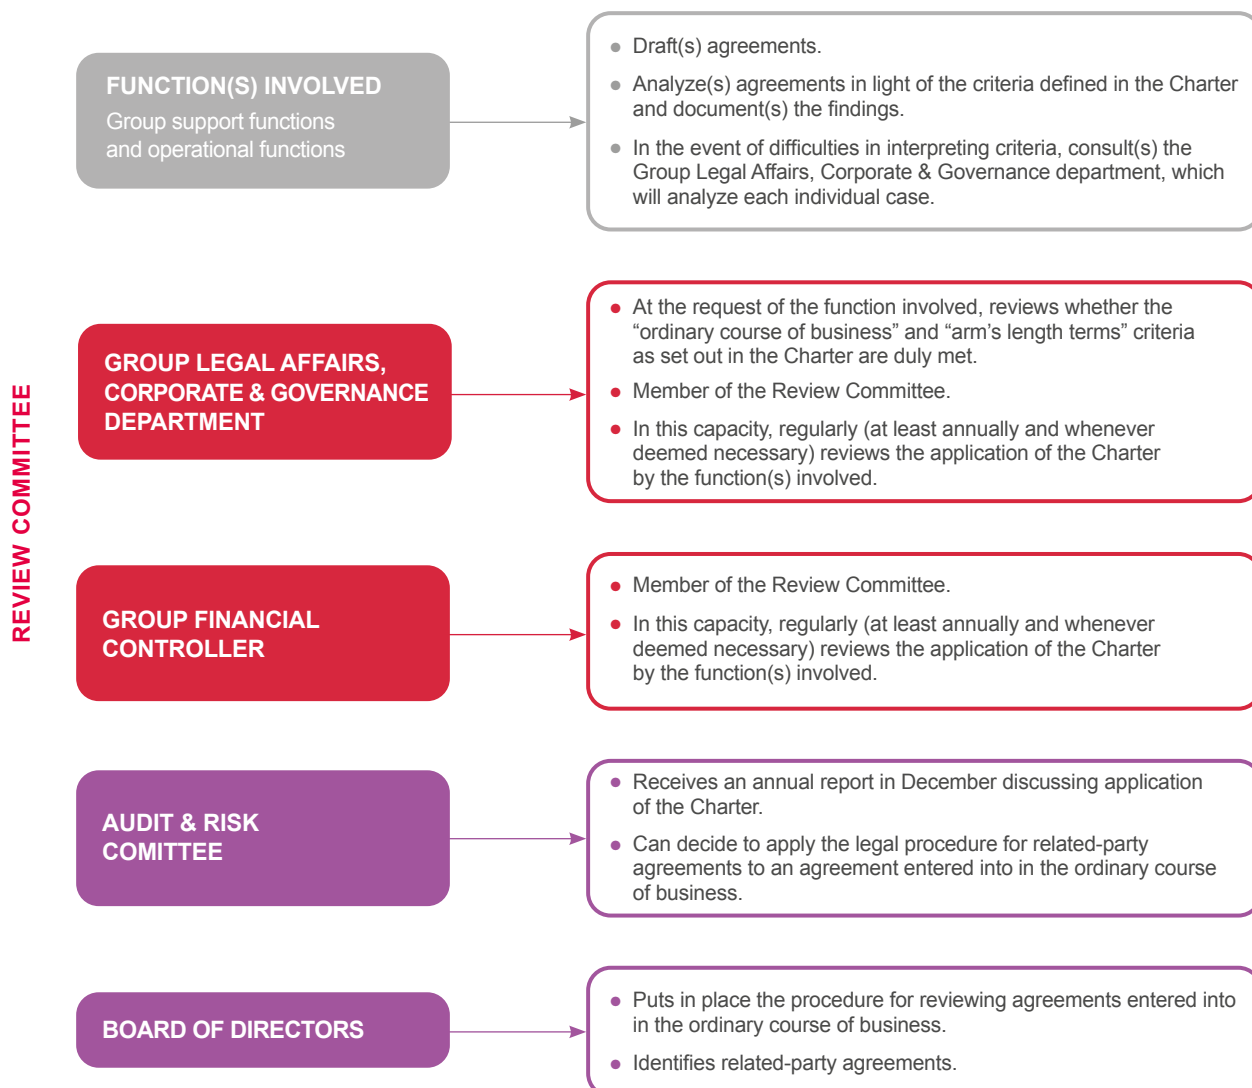 REVIEW COMMITTEE
FUNCTION(S) INVOLVED
Group support functions
and operational functions
• Draft(s) agreements.
• Analyze(s) agreements in light of the criteria defined in the Charter
and document(s) the findings.
• In the event of difficulties in interpreting criteria, consult(s) the
Group Legal Affairs, Corporate & Governance department, which
will analyze each individual case.
GROUP LEGAL AFFAIRS,
CORPORATE & GOVERNANCE
DEPARTMENT
• At the request of the function involved, reviews whether the
“ordinary course of business” and “arm’s length terms” criteria
as set out in the Charter are duly met.
• Member of the Review Committee.
• In this capacity, regularly (at least annually and whenever
deemed necessary) reviews the application of the Charter
by the function(s) involved.
GROUP FINANCIAL
CONTROLLER
• Member of the Review Committee.
• In this capacity, regularly (at least annually and whenever
deemed necessary) reviews the application of the Charter
by the function(s) involved.
AUDIT & RISK
COMITTEE
• Receives an annual report in December discussing application
of the Charter.
• Can decide to apply the legal procedure for related-party
agreements to an agreement entered into in the ordinary course
of business.
BOARD OF DIRECTORS
• Puts in place the procedure for reviewing agreements entered into
in the ordinary course of business.
• Identifies related-party agreements.